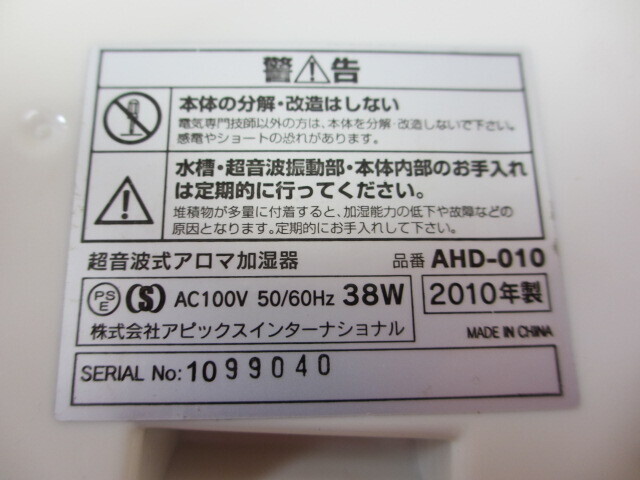 警⚠告
本体の分解・改造はしない
電気専門技師以外の方は、本体を分解・改造しないで下さい。
感電やショートの恐れがあります。
水槽・超音波振動部・本体内部のお手入れ
は定期的に行ってください。
堆積物が多量に付着すると、加湿能力の低下や故障などの
原因となります。定期的にお手入れして下さい。
超音波式アロマ加湿器 品番 AHD-010
PSE (S) AC100V 50/60Hz 38W 2010年製
株式会社アピックスインターナショナル MADE IN CHINA
SERIAL No: 1099040